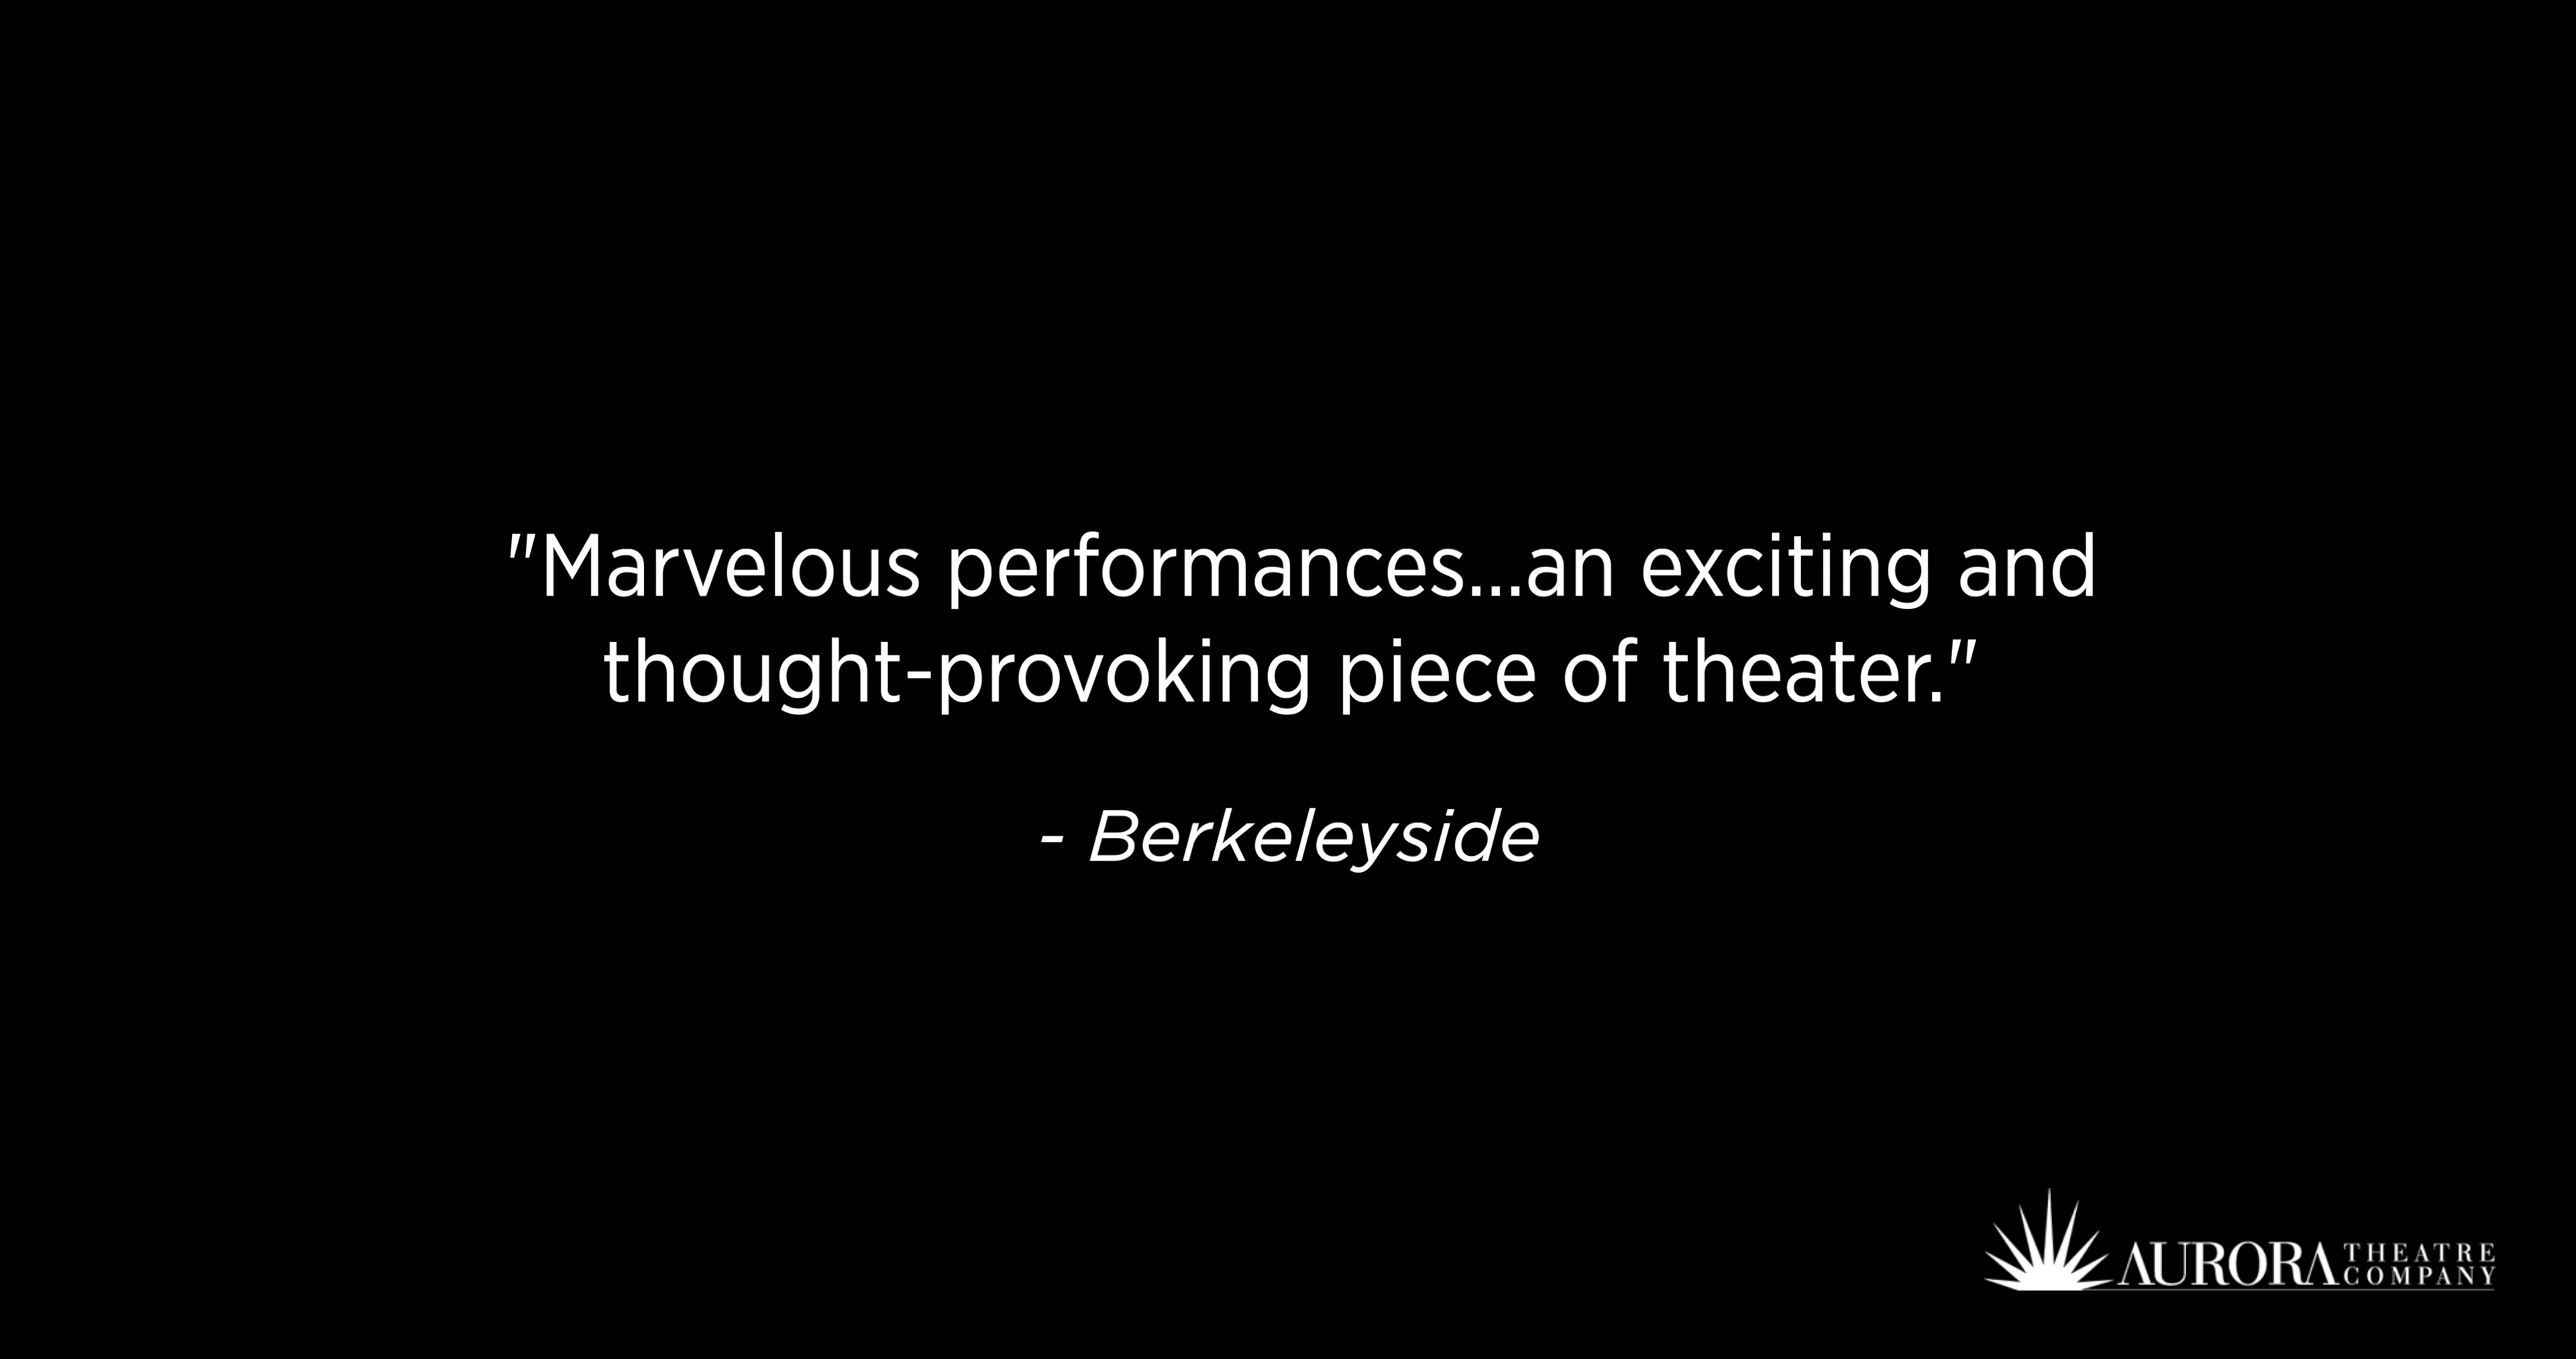 "Marvelous performances...an exciting and
thought-provoking piece of theater."
- Berkeleyside
AURORA THEATRE
COMPANY